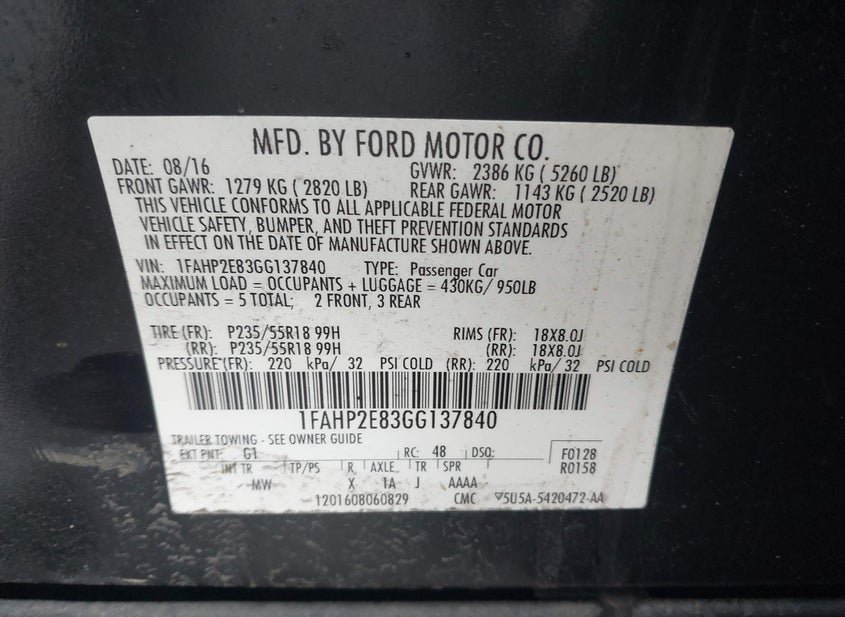 MFD. BY FORD MOTOR CO.
DATE: 08/16 GVWR: 2386 KG ( 5260 LB)
FRONT GAWR: 1279 KG ( 2820 LB) REAR GAWR: 1143 KG ( 2520 LB)
THIS VEHICLE CONFORMS TO ALL APPLICABLE FEDERAL MOTOR
VEHICLE SAFETY, BUMPER, AND THEFT PREVENTION STANDARDS
IN EFFECT ON THE DATE OF MANUFACTURE SHOWN ABOVE.
VIN: 1FAHP2E83GG137840 TYPE: Passenger Car
MAXIMUM LOAD = OCCUPANTS + LUGGAGE = 430KG/ 950LB
OCCUPANTS = 5 TOTAL; 2 FRONT, 3 REAR
TIRE (FR): P235/55R18 99H RIMS (FR): 18X8.0J
(RR): P235/55R18 99H (RR): 18X8.0J
PRESSURE(FR): 220 kPa/ 32 PSI COLD (RR): 220 kPa/ 32 PSI COLD
1FAHP2E83GG137840
TRAILER TOWING - SEE OWNER GUIDE
EXT PNT: G1 RC: 48 DSO: F0128
R0158
INT TR TP/PS R AXLE TR SPR
MW X 1A J AAAA
1201608060829 CMC ▽5U5A-5420472-AA